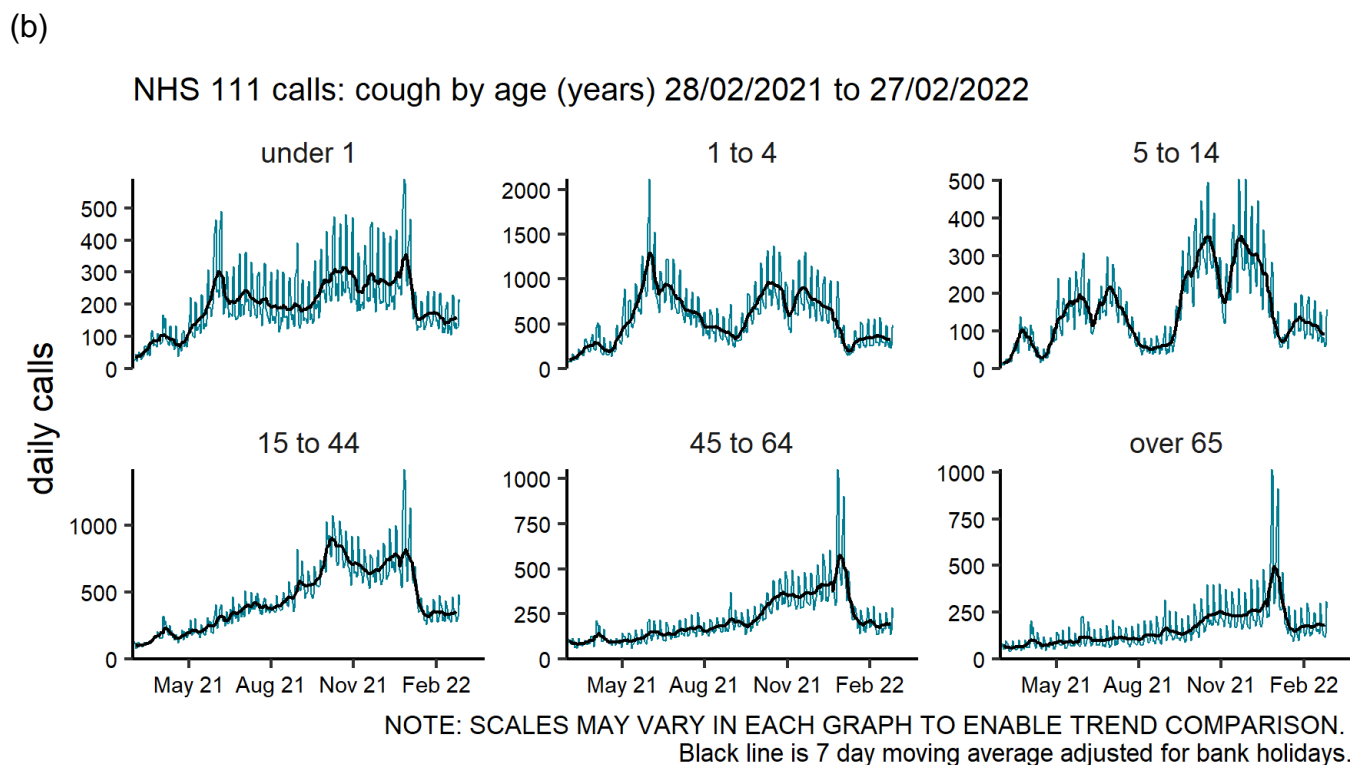 (b)
NHS 111 calls: cough by age (years) 28/02/2021 to 27/02/2022
daily calls
under 1
500
400
300
200
100
0
1 to 4
2000
1500
1000
500
0
5 to 14
500
400
300
200
100
0
15 to 44
1000
500
0
May 21 Aug 21 Nov 21 Feb 22
45 to 64
1000
750
500
250
0
May 21 Aug 21 Nov 21 Feb 22
over 65
1000
750
500
250
0
May 21 Aug 21 Nov 21 Feb 22
NOTE: SCALES MAY VARY IN EACH GRAPH TO ENABLE TREND COMPARISON.
Black line is 7 day moving average adjusted for bank holidays.